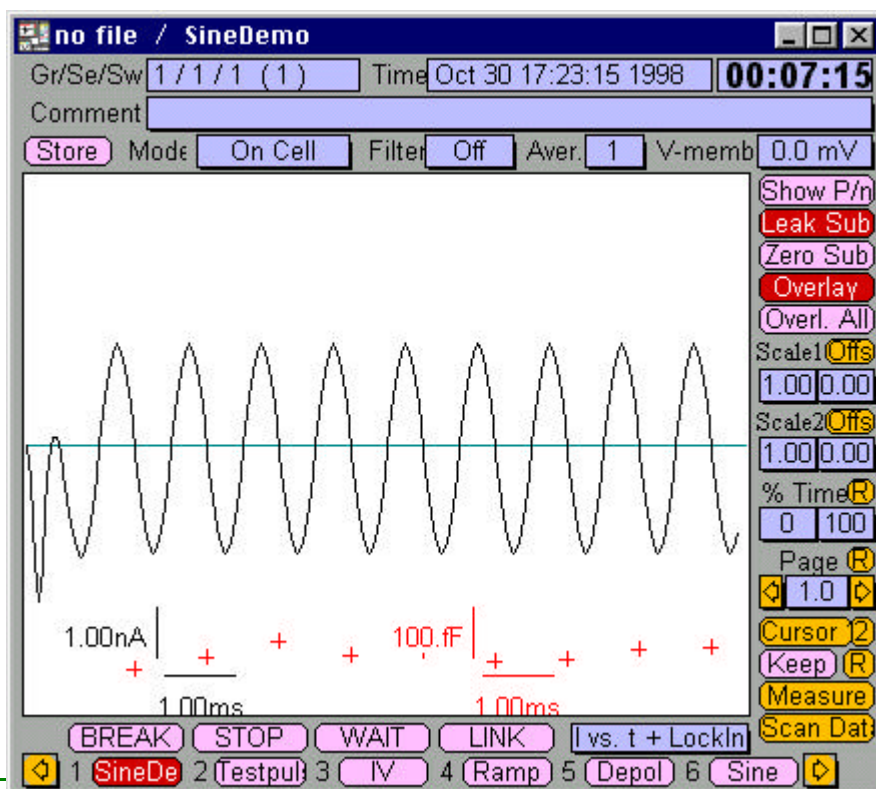 no file / SineDemo
Gr/Se/Sw 1 / 1 / 1 ( 1 ) Time Oct 30 17:23:15 1998 00:07:15
Comment
Store Mode On Cell Filter Off Aver. 1 V-memb 0.0 mV
Show P/n
Leak Sub
Zero Sub
Overlay
Overl. All
Scale1 Offs
1.00 0.00
Scale2 Offs
1.00 0.00
% Time R
0 100
Page R
1.0
Cursor 12
Keep R
Measure
Scan Dat
1.00nA 100.fF
1.00ms 1.00ms
BREAK STOP WAIT LINK I vs. t + LockIn
1 SineDe 2 Testpul 3 IV 4 Ramp 5 Depol 6 Sine